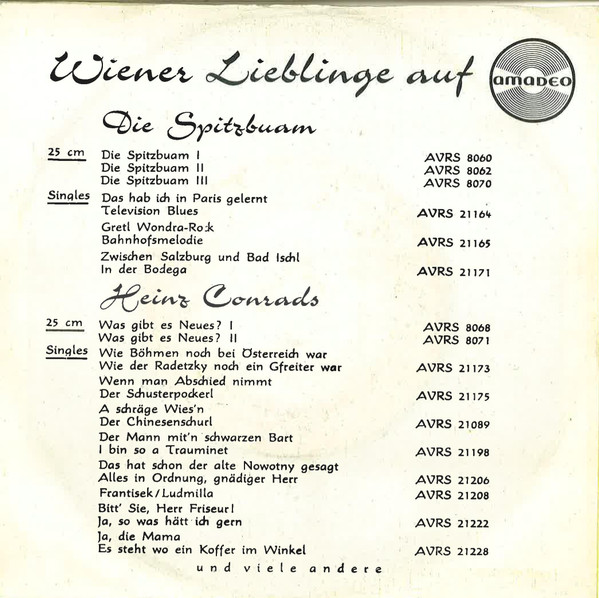 Wiener Lieblinge auf AMADEO
Die Spitzbuam
25 cm Die Spitzbuam I AVRS 8060
Die Spitzbuam II AVRS 8062
Die Spitzbuam III AVRS 8070
Singles Das hab ich in Paris gelernt
Television Blues AVRS 21164
Gretl Wondra-Rock
Bahnhofsmelodie AVRS 21165
Zwischen Salzburg und Bad Ischl
In der Bodega AVRS 21171
Heinz Conrads
25 cm Was gibt es Neues? I AVRS 8068
Was gibt es Neues? II AVRS 8071
Singles Wie Böhmen noch bei Österreich war
Wie der Radetzky noch ein Gfreiter war AVRS 21173
Wenn man Abschied nimmt
Der Schusterpockerl AVRS 21175
A schräge Wies'n
Der Chinesenschurl AVRS 21089
Der Mann mit'n schwarzen Bart
I bin so a Trauminet AVRS 21198
Das hat schon der alte Nowotny gesagt
Alles in Ordnung, gnädiger Herr AVRS 21206
Frantisek/Ludmilla AVRS 21208
Bitt' Sie, Herr Friseur!
Ja, so was hätt ich gern AVRS 21222
Ja, die Mama
Es steht wo ein Koffer im Winkel AVRS 21228
und viele andere